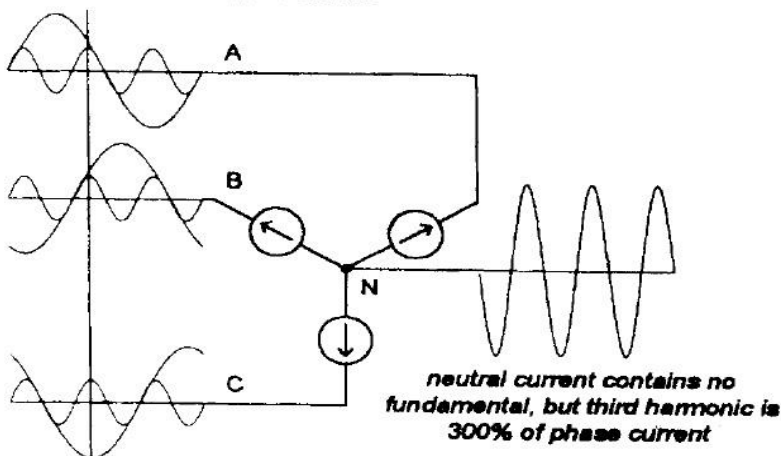 A
B
N
C
neutral current contains no
fundamental, but third harmonic is
300% of phase current